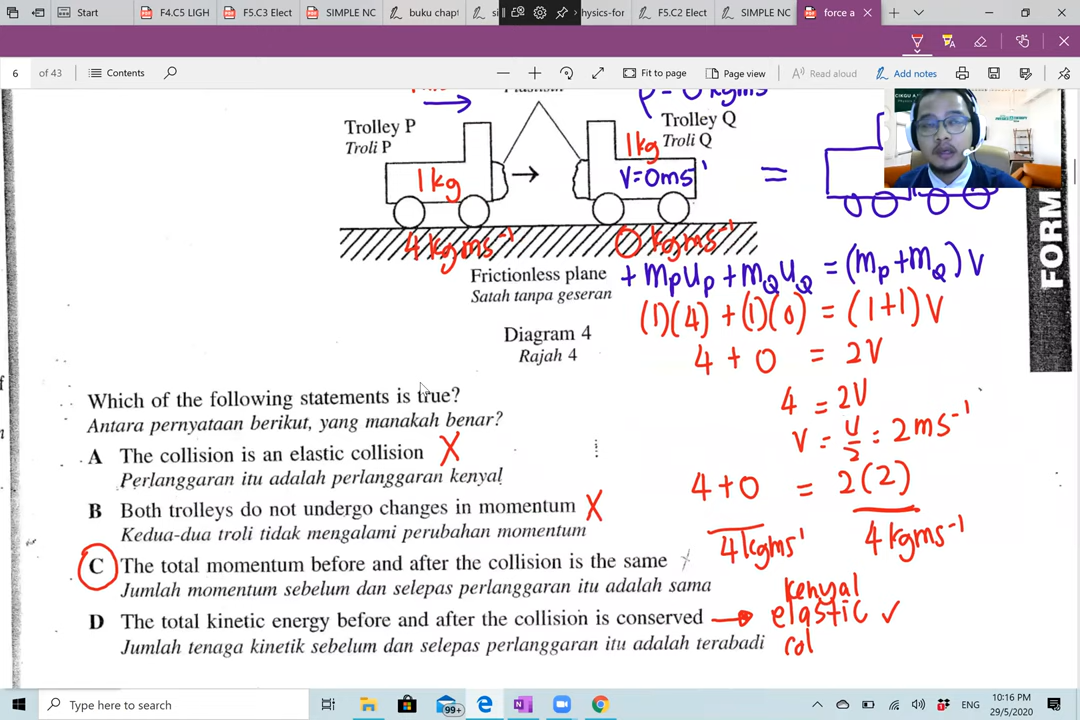 Start
F4.C5 LIGH
F5.C3 Elect
SIMPLE NC
buku chapt
hysics-for
F5.C2 Elect
SIMPLE NC
force a
6 of 43
Contents
Fit to page
Page view
Read aloud
Add notes
Trolley P
Troli P
Trolley Q
Troli Q
1kg
1kg
V=0ms⁻¹
=
4kgms⁻¹
0kgms⁻¹
Frictionless plane
Satah tanpa geseran
Diagram 4
Rajah 4
FORM
+ mPuP + mQuQ = (mP+mQ)V
(1)(4) + (1)(0) = (1+1)V
4 + 0 = 2V
4 = 2V
V = 4/2 = 2ms⁻¹
4+0 = 2(2)
4kgms⁻¹
4kgms⁻¹
Which of the following statements is true?
Antara pernyataan berikut, yang manakah benar?
A The collision is an elastic collision X
Perlanggaran itu adalah perlanggaran kenyal
B Both trolleys do not undergo changes in momentum X
Kedua-dua troli tidak mengalami perubahan momentum
C The total momentum before and after the collision is the same
Jumlah momentum sebelum dan selepas perlanggaran itu adalah sama
D The total kinetic energy before and after the collision is conserved
Jumlah tenaga kinetik sebelum dan selepas perlanggaran itu adalah terabadi
kenyal
elastic ✓
col
Type here to search
99+
ENG
10:16 PM
29/5/2020